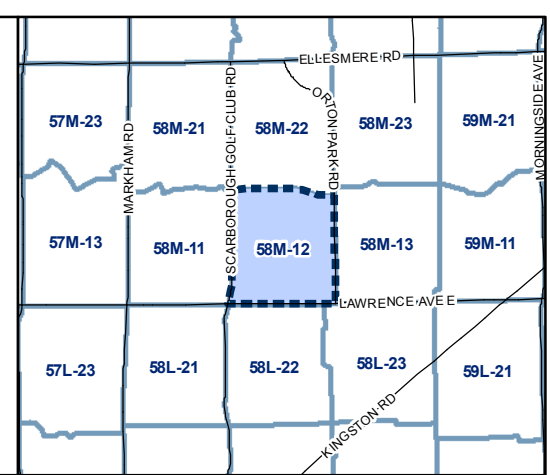 ELLESMERE RD
MORNINGSIDE AVE
SCARBOROUGH GOLF CLUB RD
ORTON PARK RD
MARKHAM RD
57M-23
58M-21
58M-22
58M-23
59M-21
57M-13
58M-11
58M-12
58M-13
59M-11
LAWRENCE AVE E
57L-23
58L-21
58L-22
58L-23
59L-21
KINGSTON RD